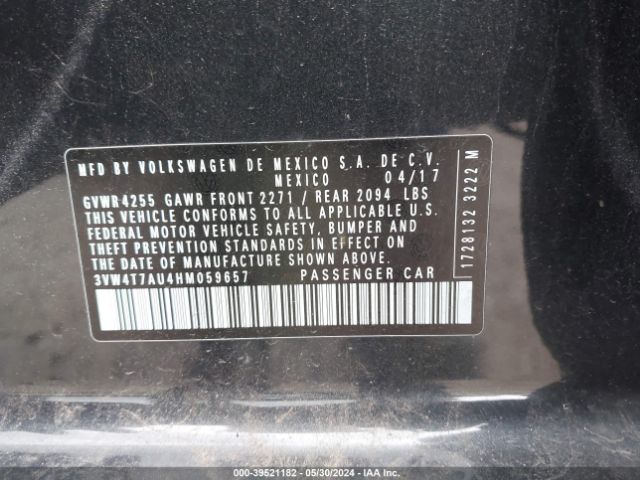 MFD BY VOLKSWAGEN DE MEXICO S.A. DE C.V.
MEXICO 04/17
GVWR4255 GAWR FRONT 2271 / REAR 2094 LBS
THIS VEHICLE CONFORMS TO ALL APPLICABLE U.S.
FEDERAL MOTOR VEHICLE SAFETY, BUMPER AND
THEFT PREVENTION STANDARDS IN EFFECT ON
THE DATE OF MANUFACTURE SHOWN ABOVE.
3VW4T7AU4HM059657 PASSENGER CAR
1728132 3222 M
000-39521182 - 05/30/2024 - IAA Inc.